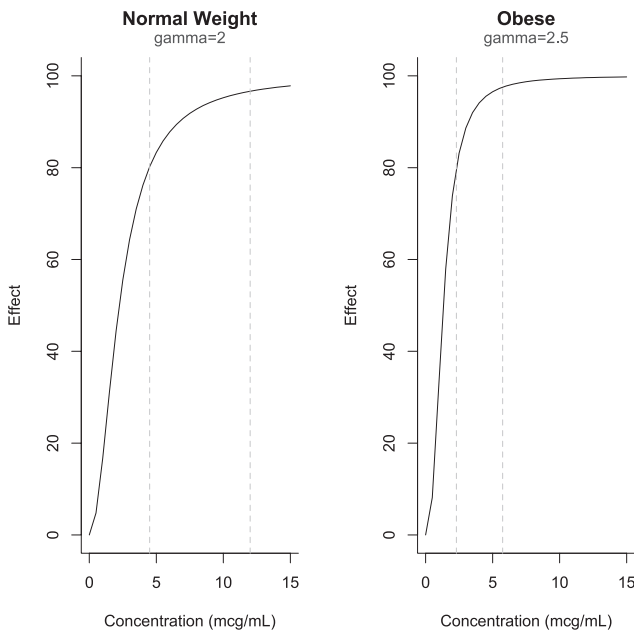 Normal Weight
gamma=2
Effect
100
80
60
40
20
0
0 5 10 15
Concentration (mcg/mL)
Obese
gamma=2.5
Effect
100
80
60
40
20
0
0 5 10 15
Concentration (mcg/mL)